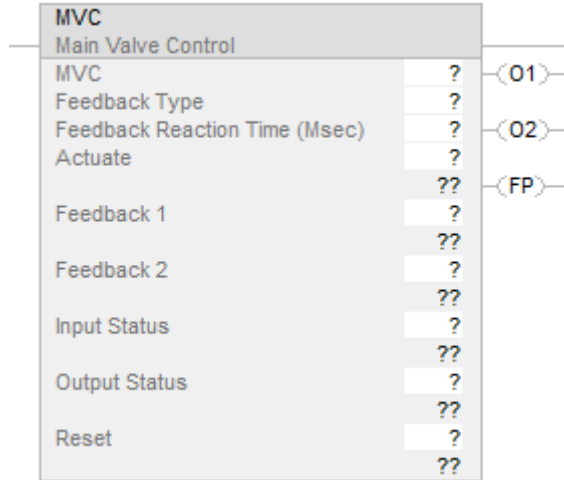 MVC
Main Valve Control
MVC ? (O1)
Feedback Type ?
Feedback Reaction Time (Msec) ? (O2)
Actuate ?
?? (FP)
Feedback 1 ?
??
Feedback 2 ?
??
Input Status ?
??
Output Status ?
??
Reset ?
??